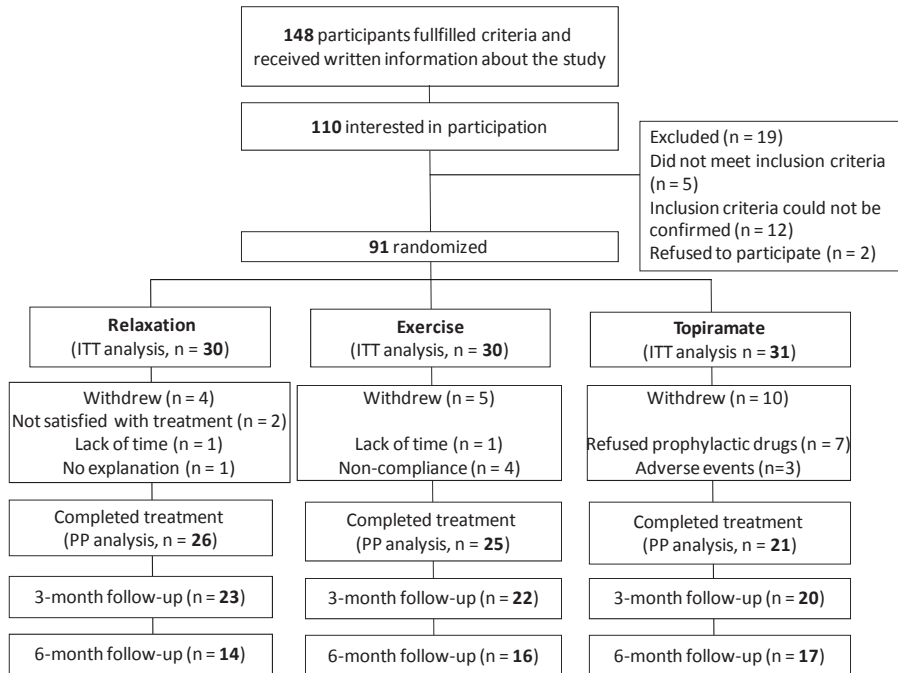 148 participants fullfilled criteria and
received written information about the study
110 interested in participation
Excluded (n = 19)
Did not meet inclusion criteria
(n = 5)
Inclusion criteria could not be
confirmed (n = 12)
Refused to participate (n = 2)
91 randomized
Relaxation
(ITT analysis, n = 30)
Exercise
(ITT analysis, n = 30)
Topiramate
(ITT analysis n = 31)
Withdrew (n = 4)
Not satisfied with treatment (n = 2)
Lack of time (n = 1)
No explanation (n = 1)
Withdrew (n = 5)
Lack of time (n = 1)
Non-compliance (n = 4)
Withdrew (n = 10)
Refused prophylactic drugs (n = 7)
Adverse events (n=3)
Completed treatment
(PP analysis, n = 26)
Completed treatment
(PP analysis, n = 25)
Completed treatment
(PP analysis, n = 21)
3-month follow-up (n = 23)
3-month follow-up (n = 22)
3-month follow-up (n = 20)
6-month follow-up (n = 14)
6-month follow-up (n = 16)
6-month follow-up (n = 17)